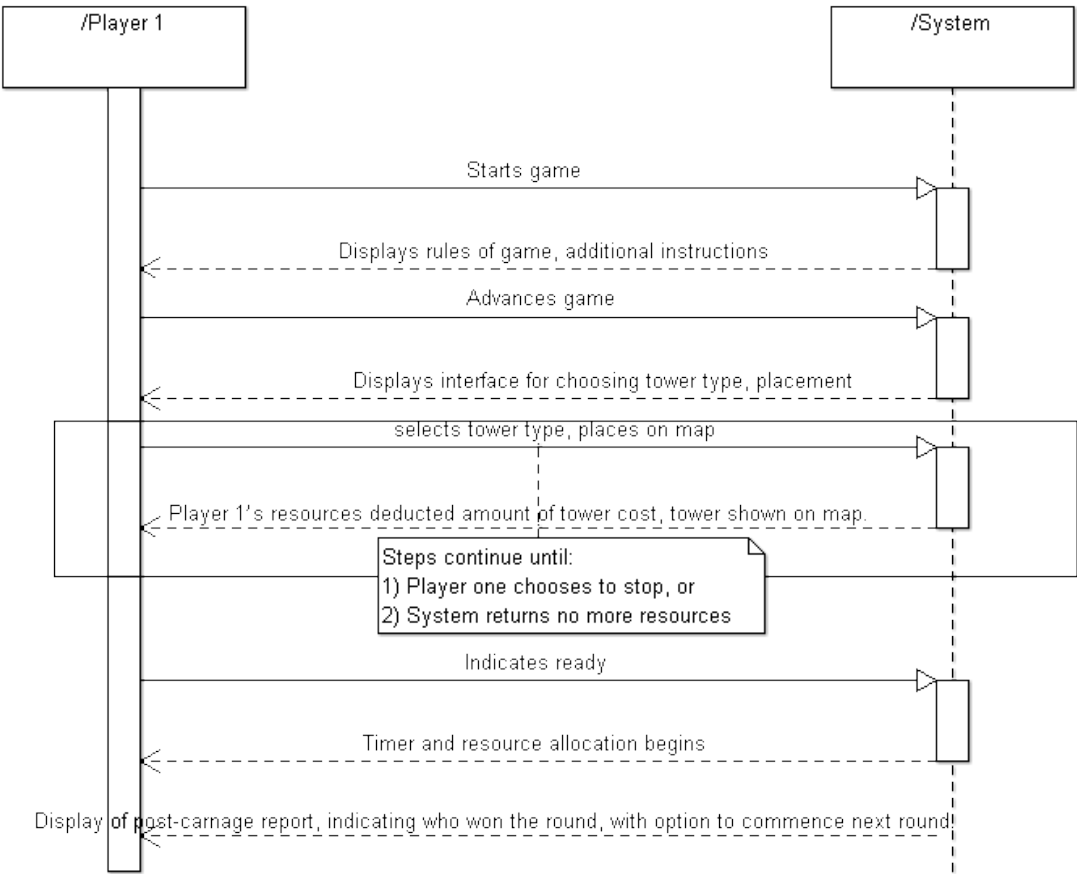 /Player 1
/System
Starts game
Displays rules of game, additional instructions
Advances game
Displays interface for choosing tower type, placement
selects tower type, places on map
Player 1's resources deducted amount of tower cost, tower shown on map.
Steps continue until:
1) Player one chooses to stop, or
2) System returns no more resources
Indicates ready
Timer and resource allocation begins
Display of post-carnage report, indicating who won the round, with option to commence next round.